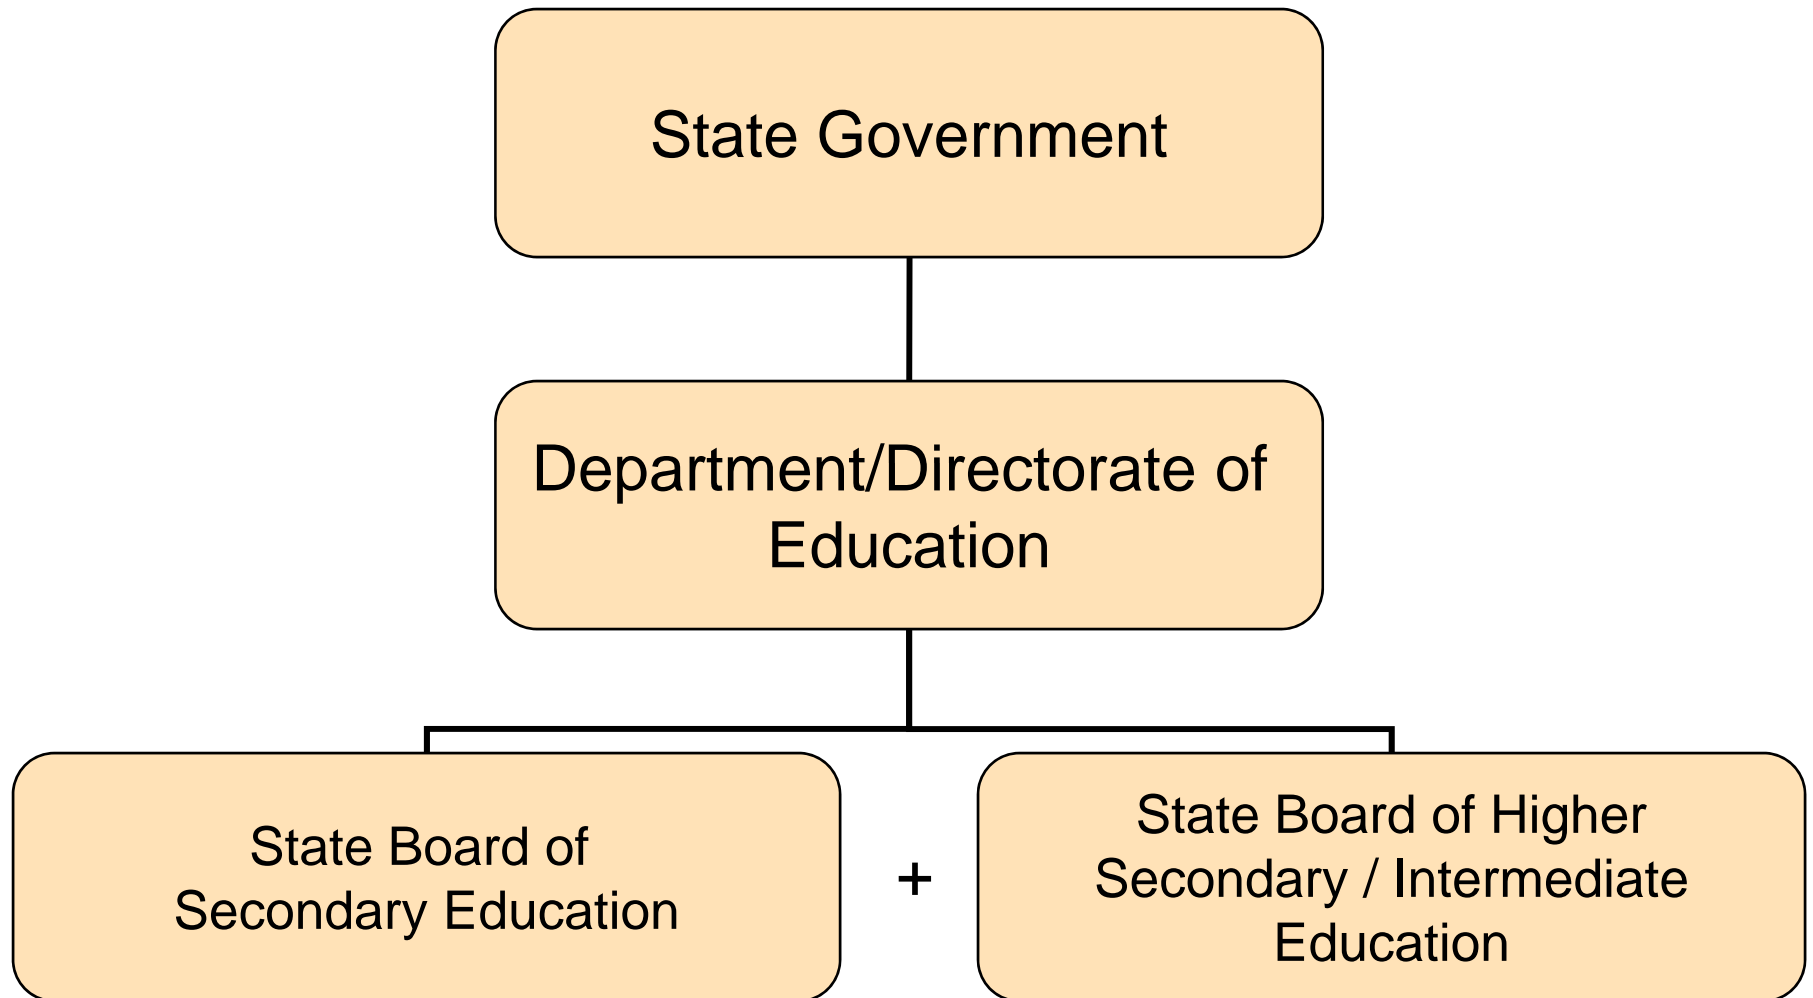 State Government
Department/Directorate of
Education
State Board of
Secondary Education
+
State Board of Higher
Secondary / Intermediate
Education